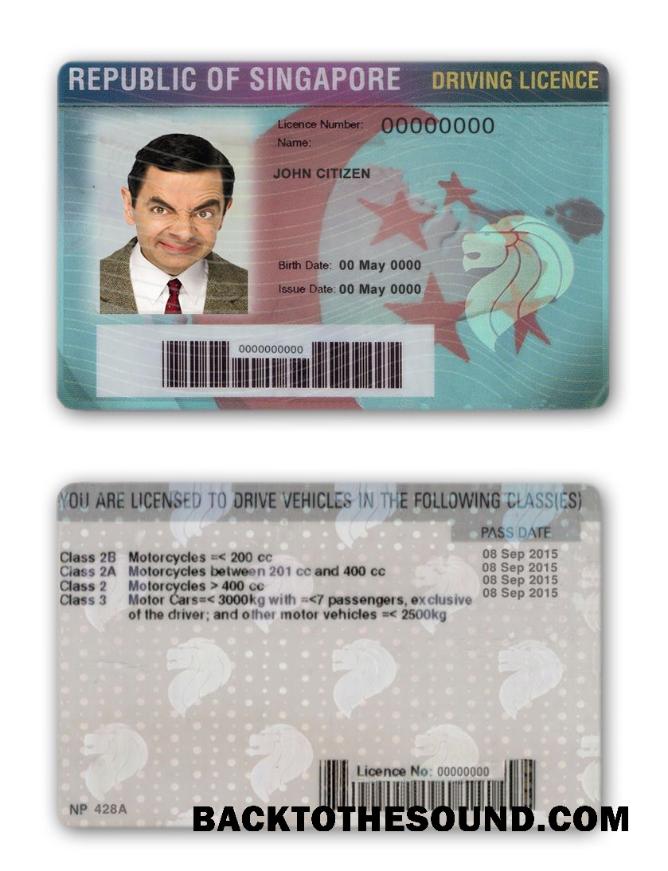 REPUBLIC OF SINGAPORE DRIVING LICENCE
Licence Number: 00000000
Name:
JOHN CITIZEN
Birth Date: 00 May 0000
Issue Date: 00 May 0000
0000000000
YOU ARE LICENSED TO DRIVE VEHICLES IN THE FOLLOWING CLASS(ES)
PASS DATE
Class 2B Motorcycles =< 200 cc 08 Sep 2015
Class 2A Motorcycles between 201 cc and 400 cc 08 Sep 2015
Class 2 Motorcycles > 400 cc 08 Sep 2015
Class 3 Motor Cars=< 3000kg with =<7 passengers, exclusive 08 Sep 2015
of the driver; and other motor vehicles =< 2500kg
Licence No: 00000000
NP 428A
BACKTOTHESOUND.COM